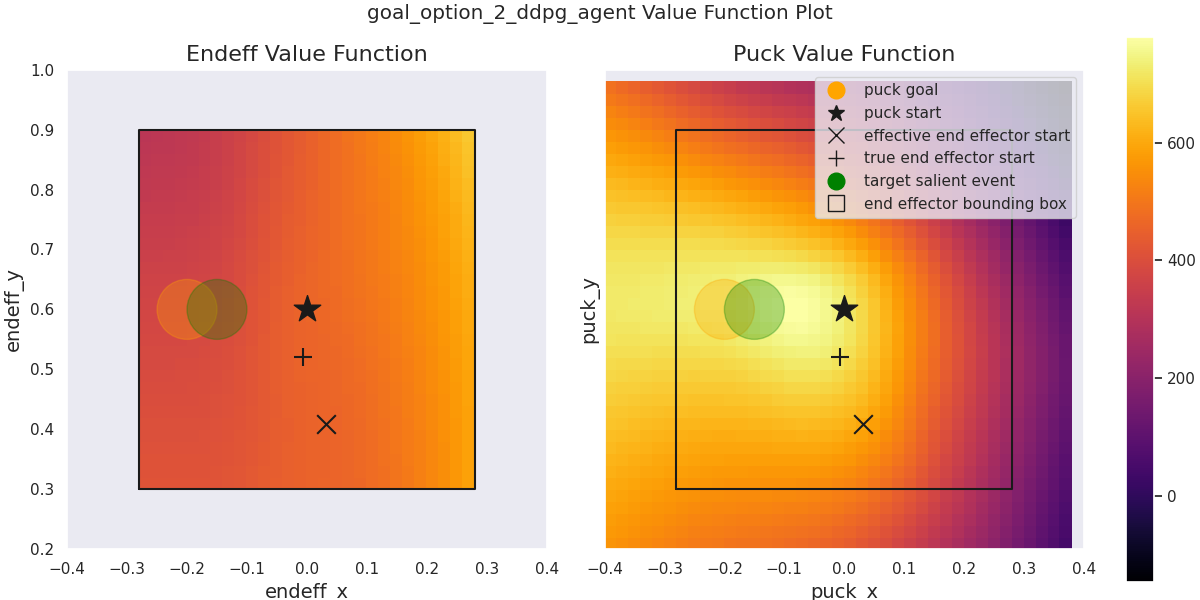 goal_option_2_ddpg_agent Value Function Plot
Endeff Value Function
endeff_y
1.0
0.9
0.8
0.7
0.6
0.5
0.4
0.3
0.2
−0.4 −0.3 −0.2 −0.1 0.0 0.1 0.2 0.3 0.4
endeff_x
Puck Value Function
puck goal
puck start
effective end effector start
true end effector start
target salient event
end effector bounding box
puck_y
−0.4 −0.3 −0.2 −0.1 0.0 0.1 0.2 0.3 0.4
puck_x
600
400
200
0